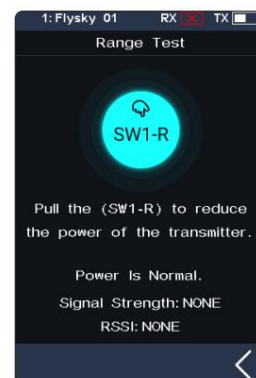 1: Flysky 01 RX TX
Range Test
SW1-R
Pull the (SW1-R) to reduce
the power of the transmitter.
Power Is Normal.
Signal Strength: NONE
RSSI: NONE